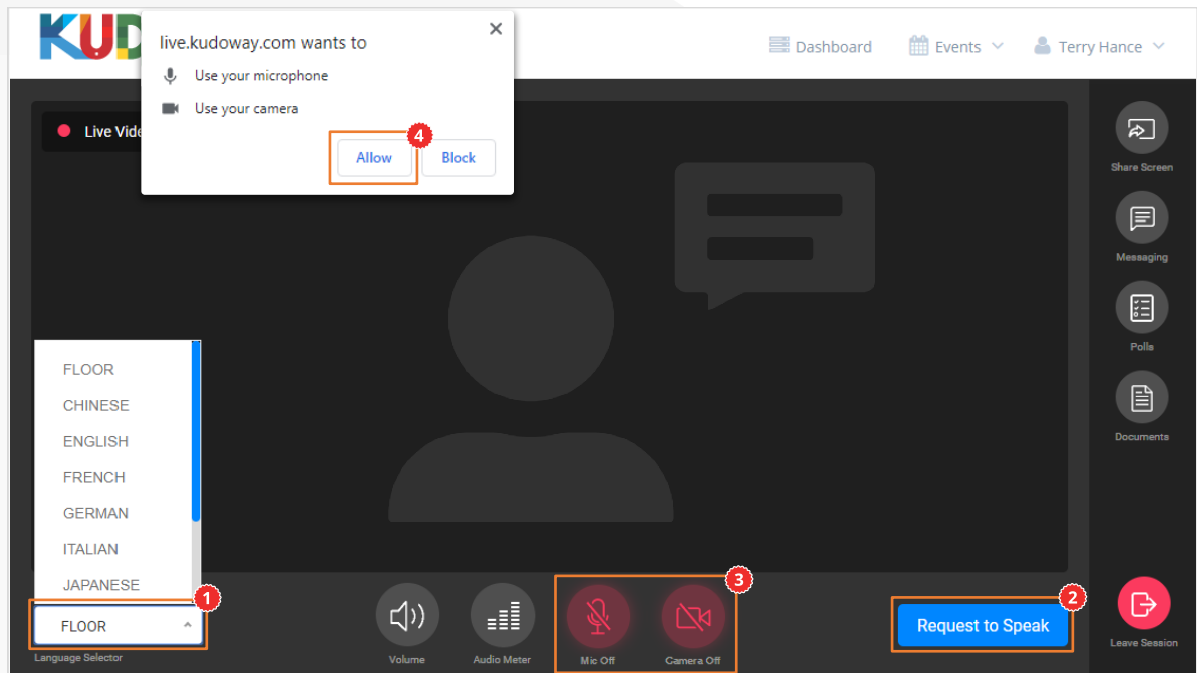 KUD
Dashboard
Events
Terry Hance
live.kudoway.com wants to
Use your microphone
Use your camera
4
Allow
Block
Live Vide
Share Screen
Messaging
Polls
Documents
FLOOR
CHINESE
ENGLISH
FRENCH
GERMAN
ITALIAN
JAPANESE
1
FLOOR
Language Selector
Volume
Audio Meter
3
Mic Off
Camera Off
2
Request to Speak
Leave Session